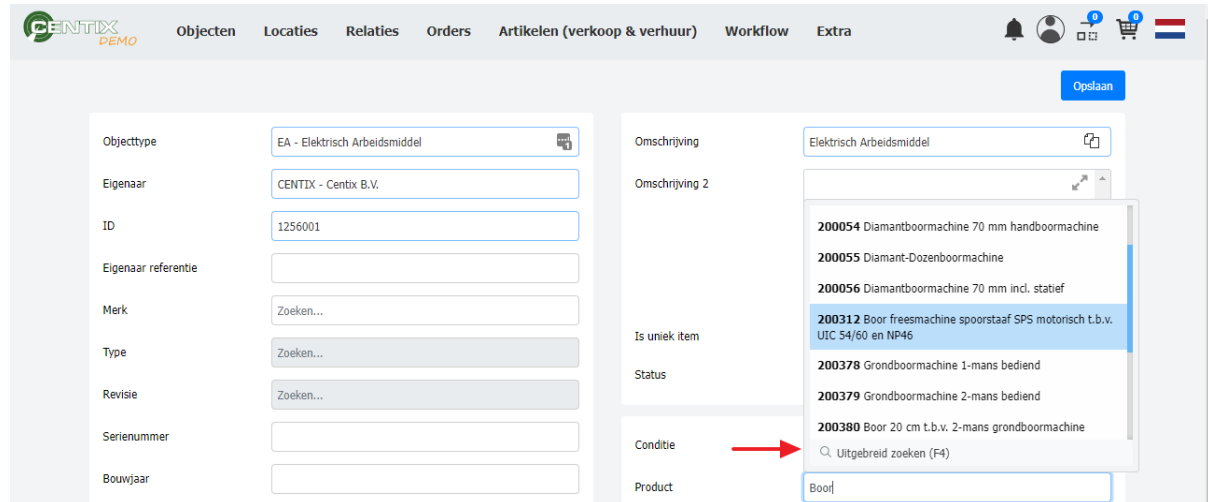 CENTIX
DEMO
Objecten Locaties Relaties Orders Artikelen (verkoop & verhuur) Workflow Extra 0 0
Opslaan
Objecttype EA - Elektrisch Arbeidsmiddel 1
Eigenaar CENTIX - Centix B.V.
ID 1256001
Eigenaar referentie
Merk Zoeken...
Type Zoeken...
Revisie Zoeken...
Serienummer
Bouwjaar
Omschrijving Elektrisch Arbeidsmiddel
Omschrijving 2
200054 Diamantboormachine 70 mm handboormachine
200055 Diamant-Dozenboormachine
200056 Diamantboormachine 70 mm incl. statief
200312 Boor freesmachine spoorstaaf SPS motorisch t.b.v.
UIC 54/60 en NP46
Is uniek item
200378 Grondboormachine 1-mans bediend
Status
200379 Grondboormachine 2-mans bediend
200380 Boor 20 cm t.b.v. 2-mans grondboormachine
Conditie
Uitgebreid zoeken (F4)
Product Boor